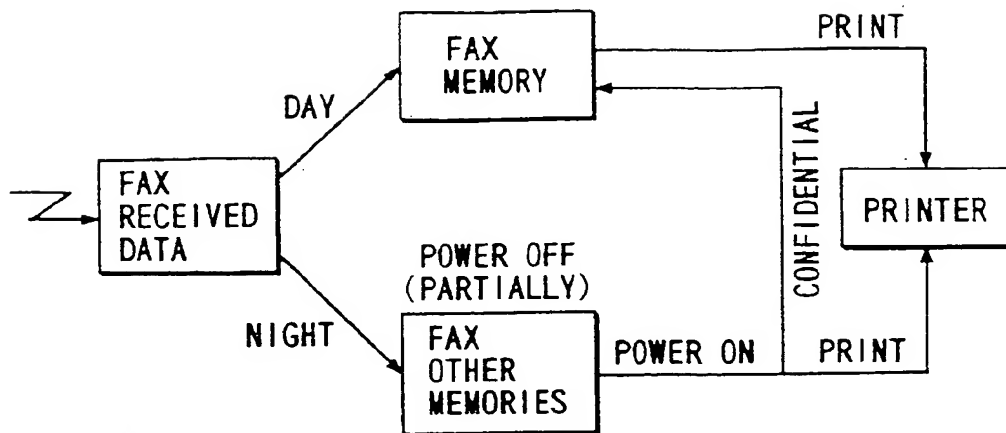 FAX
MEMORY
PRINT
DAY
FAX
RECEIVED
DATA
CONFIDENTIAL
PRINTER
POWER OFF
(PARTIALLY)
NIGHT
FAX
OTHER
MEMORIES
POWER ON
PRINT